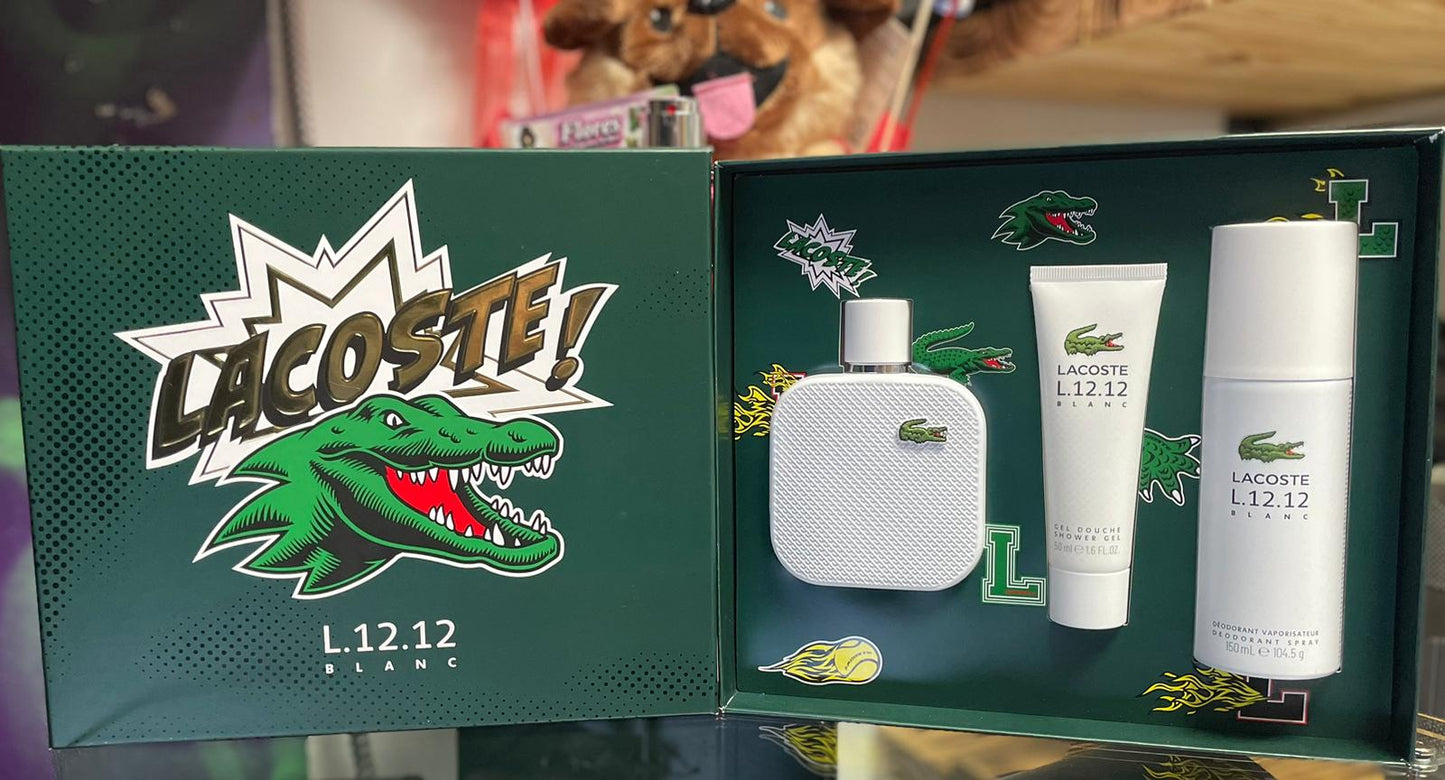 Flores
LACOSTE!
L.12.12
BLANC
LACOSTE
L
LACOSTE
L.12.12
BLANC
GEL DOUCHE
SHOWER GEL
50 ml e 1.6 FL.OZ.
LACOSTE
L.12.12
BLANC
DÉODORANT VAPORISATEUR
DEODORANT SPRAY
150 mL e 104.5 g
L
L